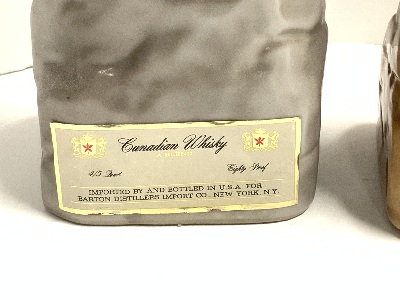 Canadian Whisky
A BLEND
4/5 Quart Eighty Proof
IMPORTED BY AND BOTTLED IN U.S.A. FOR
BARTON DISTILLERS IMPORT CO., NEW YORK, N.Y.